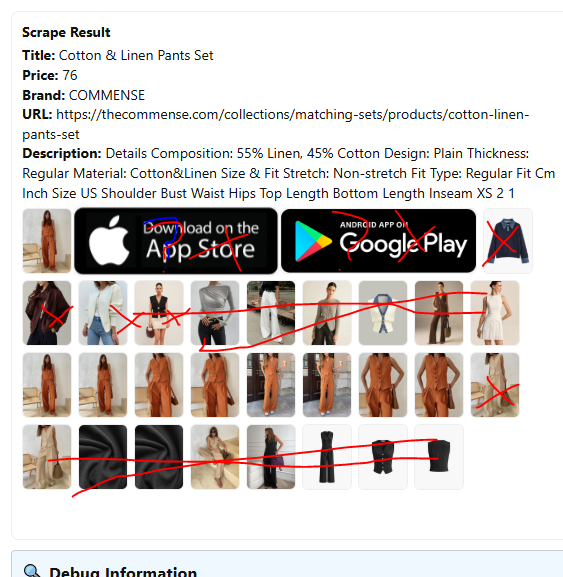 Scrape Result
Title: Cotton & Linen Pants Set
Price: 76
Brand: COMMENSE
URL: https://thecommense.com/collections/matching-sets/products/cotton-linen-
pants-set
Description: Details Composition: 55% Linen, 45% Cotton Design: Plain Thickness:
Regular Material: Cotton&Linen Size & Fit Stretch: Non-stretch Fit Type: Regular Fit Cm
Inch Size US Shoulder Bust Waist Hips Top Length Bottom Length Inseam XS 2 1
Download on the
App Store
ANDROID APP ON
Google Play
Debug Information